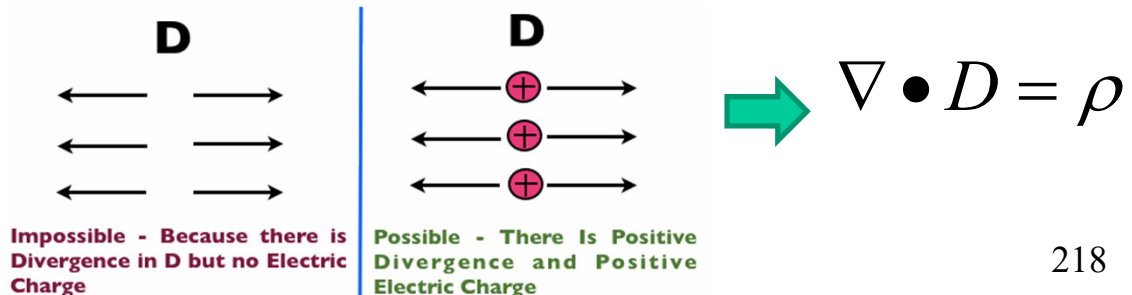 D
Impossible - Because there is
Divergence in D but no Electric
Charge
D
+
+
+
Possible - There Is Positive
Divergence and Positive
Electric Charge
∇ • D = ρ
218